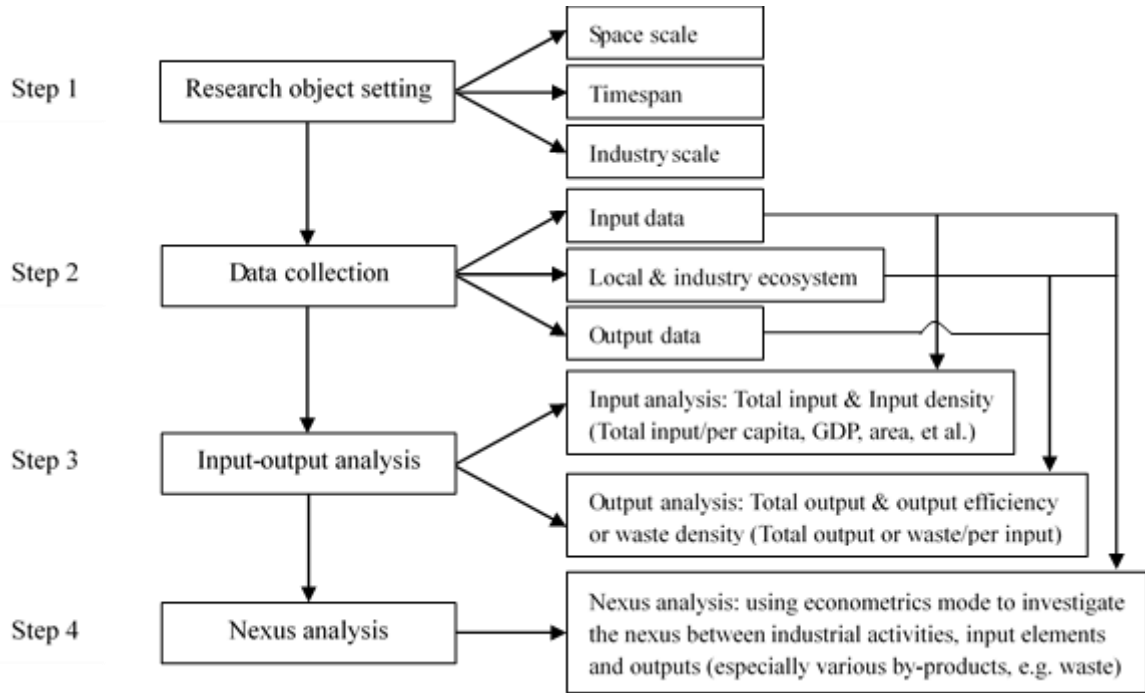 Step 1
Research object setting
Space scale
Timespan
Industry scale
Step 2
Data collection
Input data
Local & industry ecosystem
Output data
Step 3
Input-output analysis
Input analysis: Total input & Input density
(Total input/per capita, GDP, area, et al.)
Output analysis: Total output & output efficiency
or waste density (Total output or waste/per input)
Step 4
Nexus analysis
Nexus analysis: using econometrics mode to investigate
the nexus between industrial activities, input elements
and outputs (especially various by-products, e.g. waste)